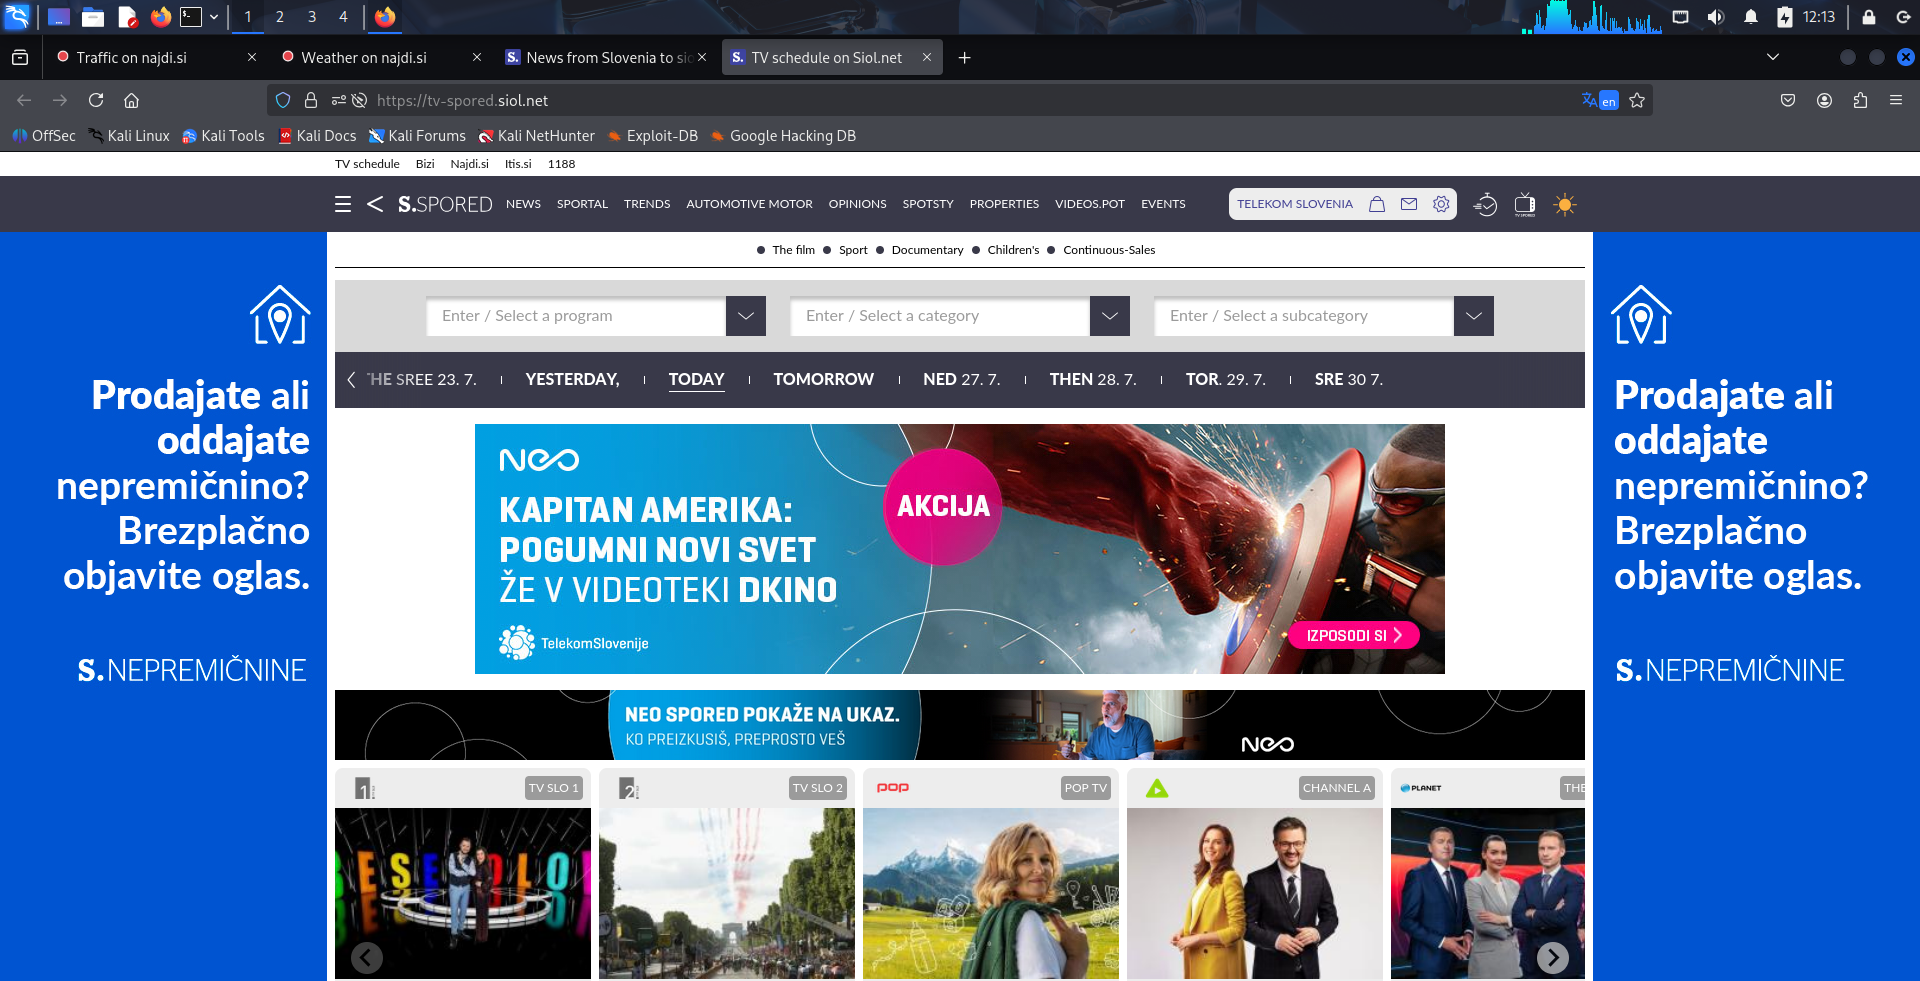 1 2 3 4 12:13
Traffic on najdi.si
Weather on najdi.si
News from Slovenia to sio
TV schedule on Siol.net
https://tv-spored.siol.net
en
OffSec
Kali Linux
Kali Tools
Kali Docs
Kali Forums
Kali NetHunter
Exploit-DB
Google Hacking DB
TV schedule Bizi Najdi.si Itis.si 1188
S.SPORED NEWS SPORTAL TRENDS AUTOMOTIVE MOTOR OPINIONS SPOTSTY PROPERTIES VIDEOS.POT EVENTS TELEKOM SLOVENIA
The film Sport Documentary Children's Continuous-Sales
Enter / Select a program
Enter / Select a category
Enter / Select a subcategory
THE SREE 23. 7. YESTERDAY, TODAY TOMORROW NED 27. 7. THEN 28. 7. TOR. 29. 7. SRE 30 7.
Prodajate ali
oddajate
nepremičnino?
Brezplačno
objavite oglas.
S.NEPREMIČNINE
NEO
KAPITAN AMERIKA:
POGUMNI NOVI SVET
ŽE V VIDEOTEKI DKINO
AKCIJA
TelekomSlovenije
IZPOSODI SI
Prodajate ali
oddajate
nepremičnino?
Brezplačno
objavite oglas.
S.NEPREMIČNINE
NEO SPORED POKAŽE NA UKAZ.
KO PREIZKUSIŠ, PREPROSTO VEŠ
NEO
1 TV SLO 1
2 TV SLO 2
POP POP TV
CHANNEL A
PLANET THE
BESEDOLOV